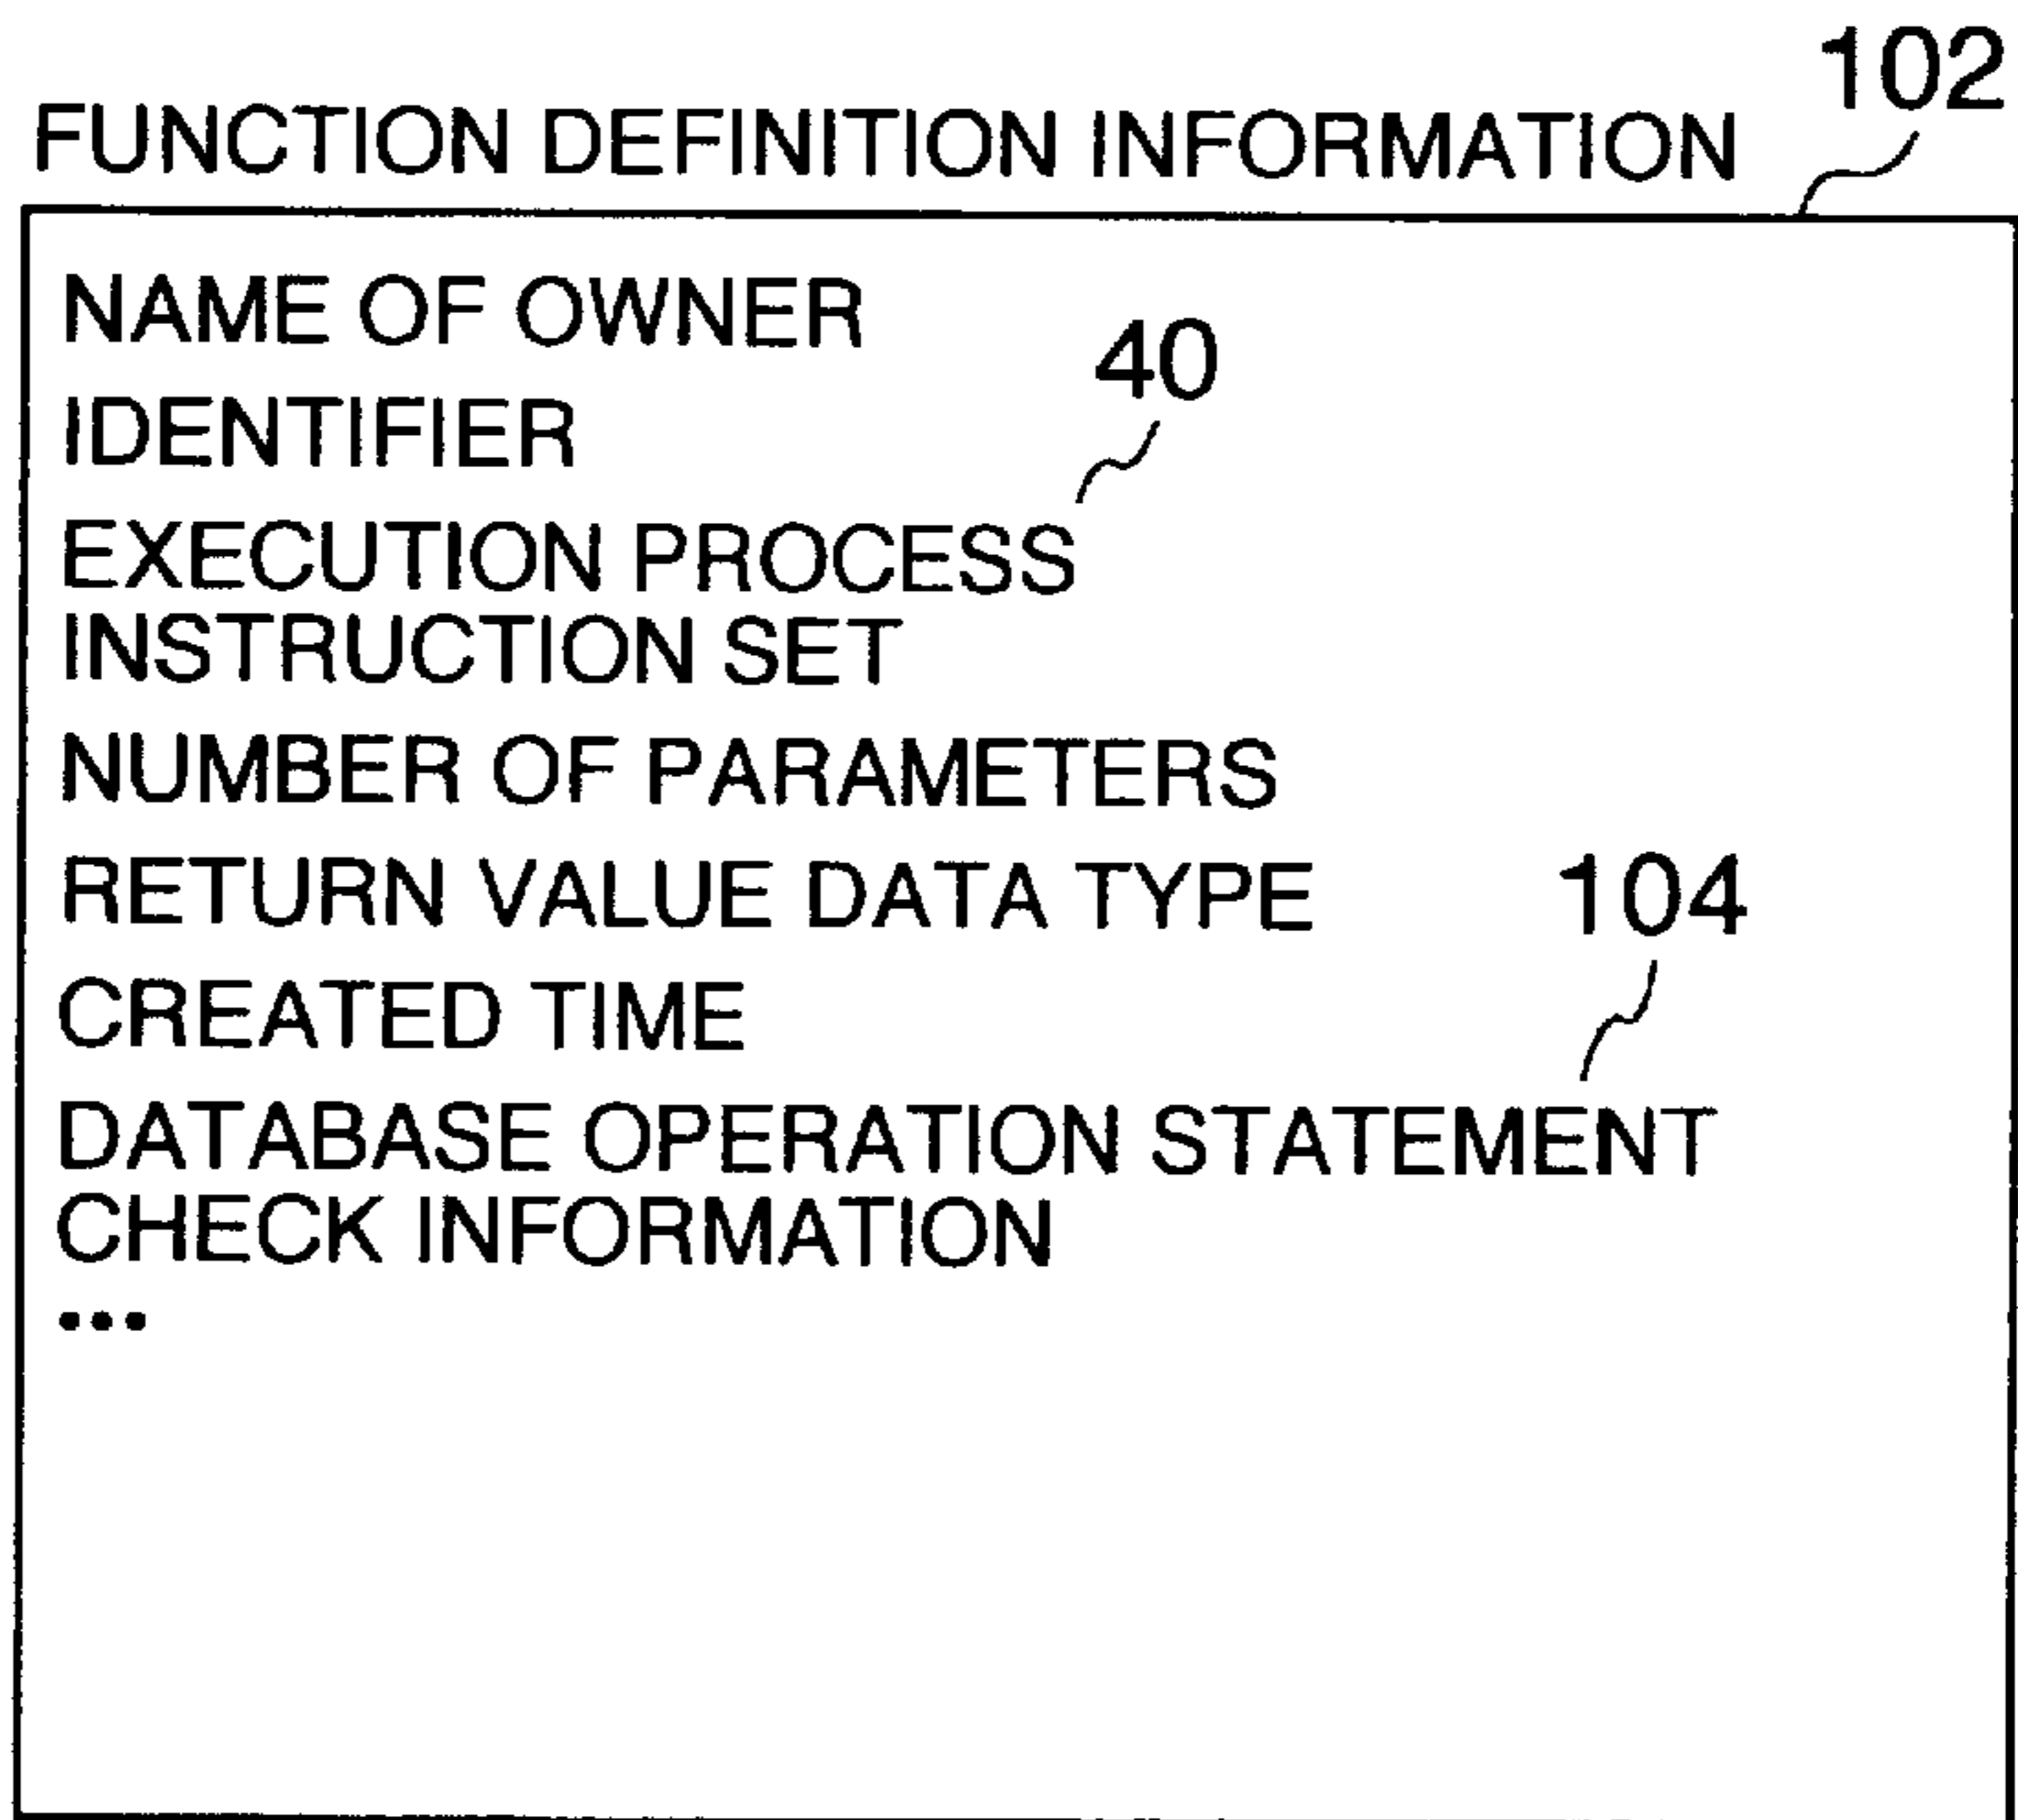 102
FUNCTION DEFINITION INFORMATION
NAME OF OWNER
40
IDENTIFIER
EXECUTION PROCESS
INSTRUCTION SET
NUMBER OF PARAMETERS
RETURN VALUE DATA TYPE
104
CREATED TIME
DATABASE OPERATION STATEMENT
CHECK INFORMATION
•••